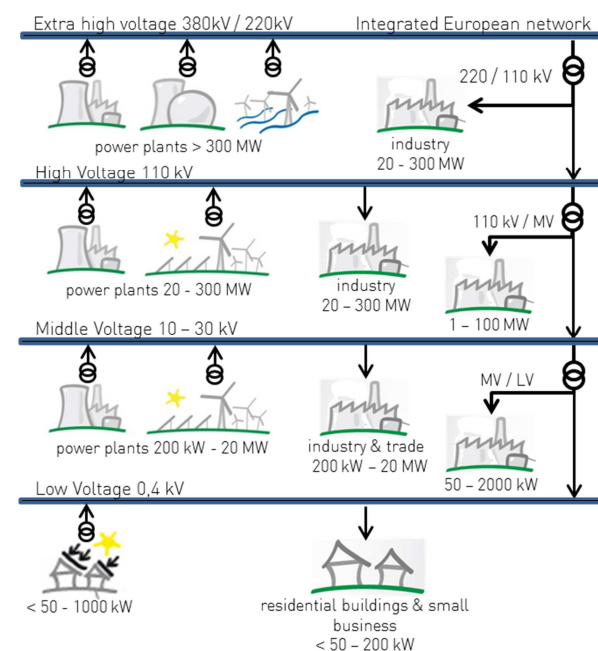 Extra high voltage 380kV / 220kV
Integrated European network
220 / 110 kV
power plants > 300 MW
industry
20 - 300 MW
High Voltage 110 kV
110 kV / MV
power plants 20 - 300 MW
industry
20 – 300 MW
1 – 100 MW
Middle Voltage 10 – 30 kV
MV / LV
power plants 200 kW - 20 MW
industry & trade
200 kW – 20 MW
50 – 2000 kW
Low Voltage 0,4 kV
< 50 - 1000 kW
residential buildings & small
business
< 50 – 200 kW